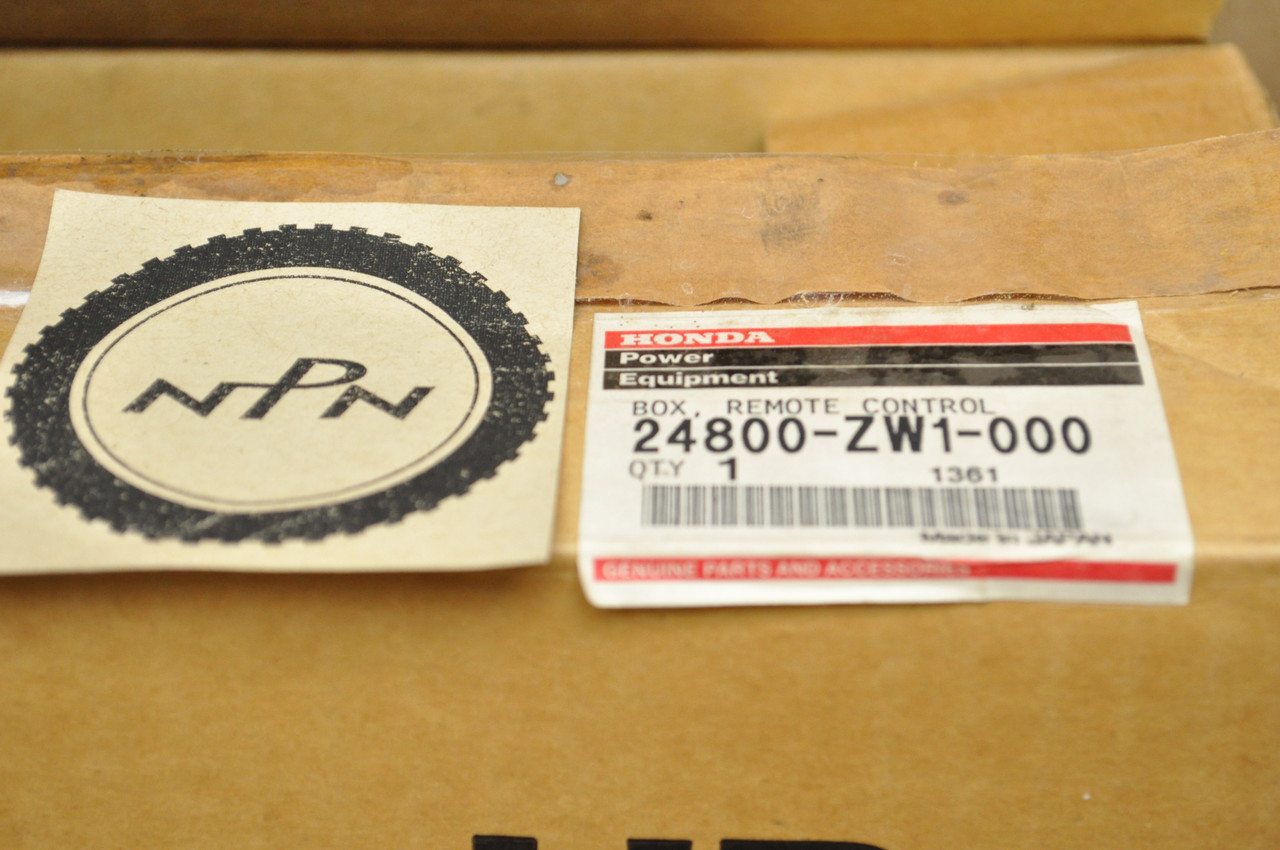 NPN
HONDA
Power
Equipment
BOX, REMOTE CONTROL
24800-ZW1-000
QTY 1 1361
Made in JAPAN
GENUINE PARTS AND ACCESSORIES